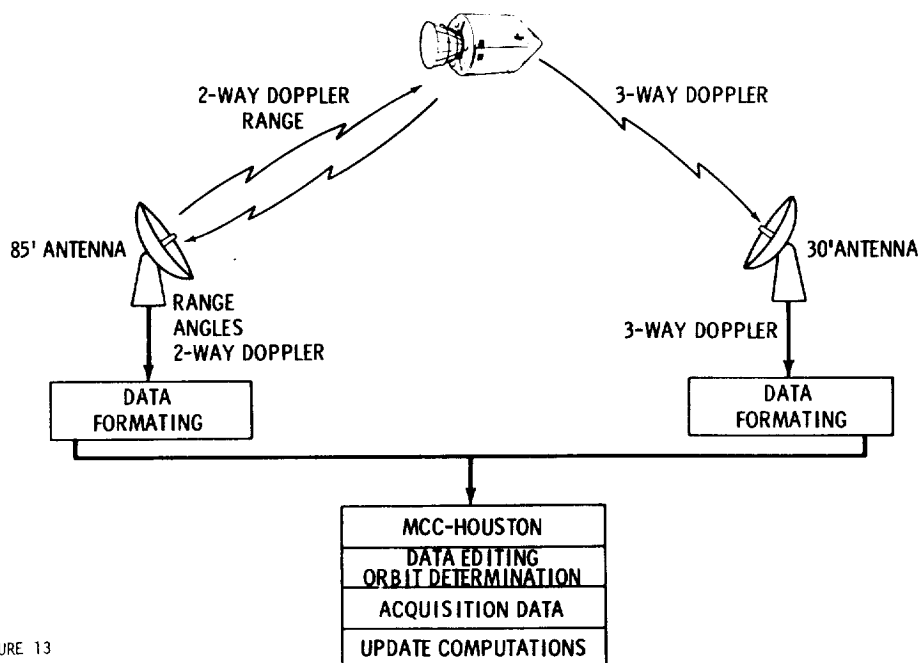 2-WAY DOPPLER
RANGE
3-WAY DOPPLER
85' ANTENNA
30' ANTENNA
RANGE
ANGLES
2-WAY DOPPLER
3-WAY DOPPLER
DATA
FORMATING
DATA
FORMATING
MCC-HOUSTON
DATA EDITING
ORBIT DETERMINATION
ACQUISITION DATA
UPDATE COMPUTATIONS
URE 13